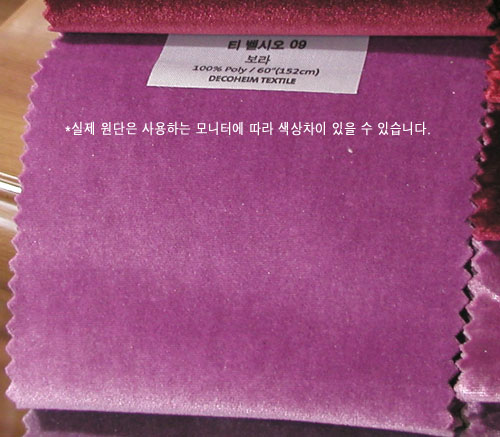 티 벨시오 09
보라
100% Poly / 60"(152cm)
DECOHEIM TEXTILE
*실제 원단은 사용하는 모니터에 따라 색상차이 있을 수 있습니다.